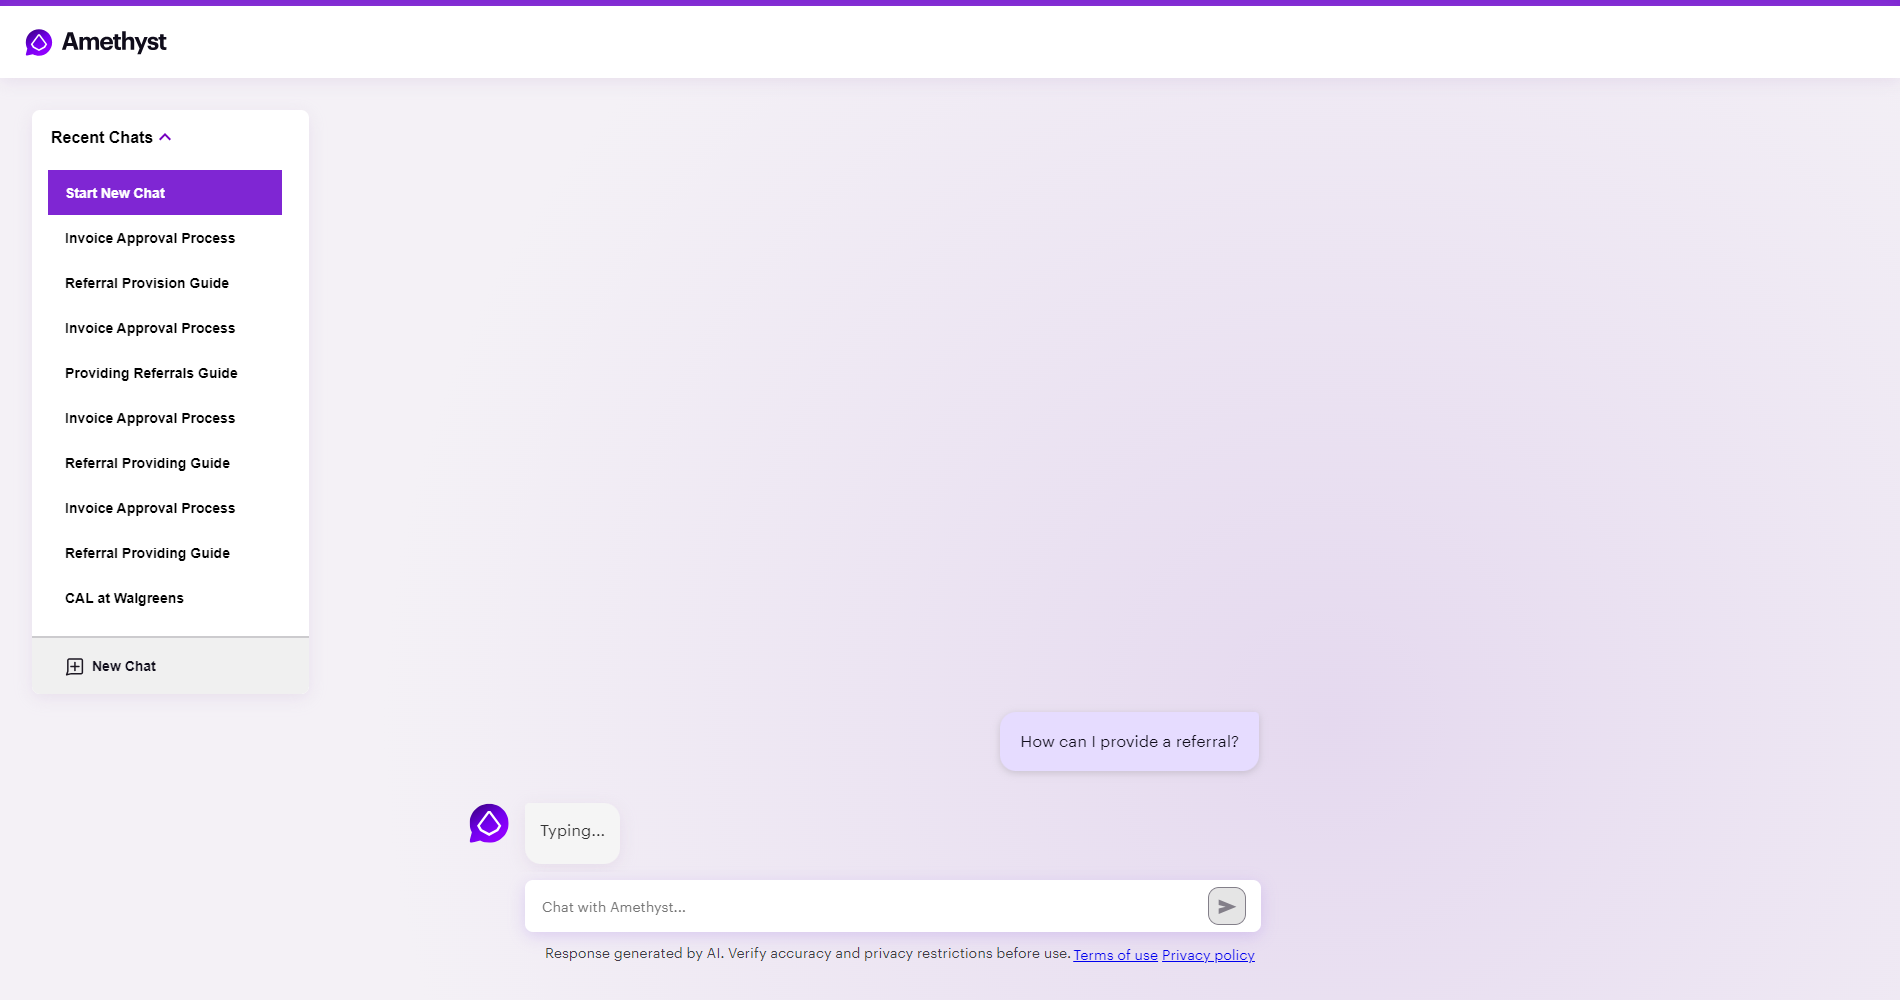 Amethyst
Recent Chats
Start New Chat
Invoice Approval Process
Referral Provision Guide
Invoice Approval Process
Providing Referrals Guide
Invoice Approval Process
Referral Providing Guide
Invoice Approval Process
Referral Providing Guide
CAL at Walgreens
New Chat
How can I provide a referral?
Typing...
Chat with Amethyst...
Response generated by AI. Verify accuracy and privacy restrictions before use. Terms of use Privacy policy